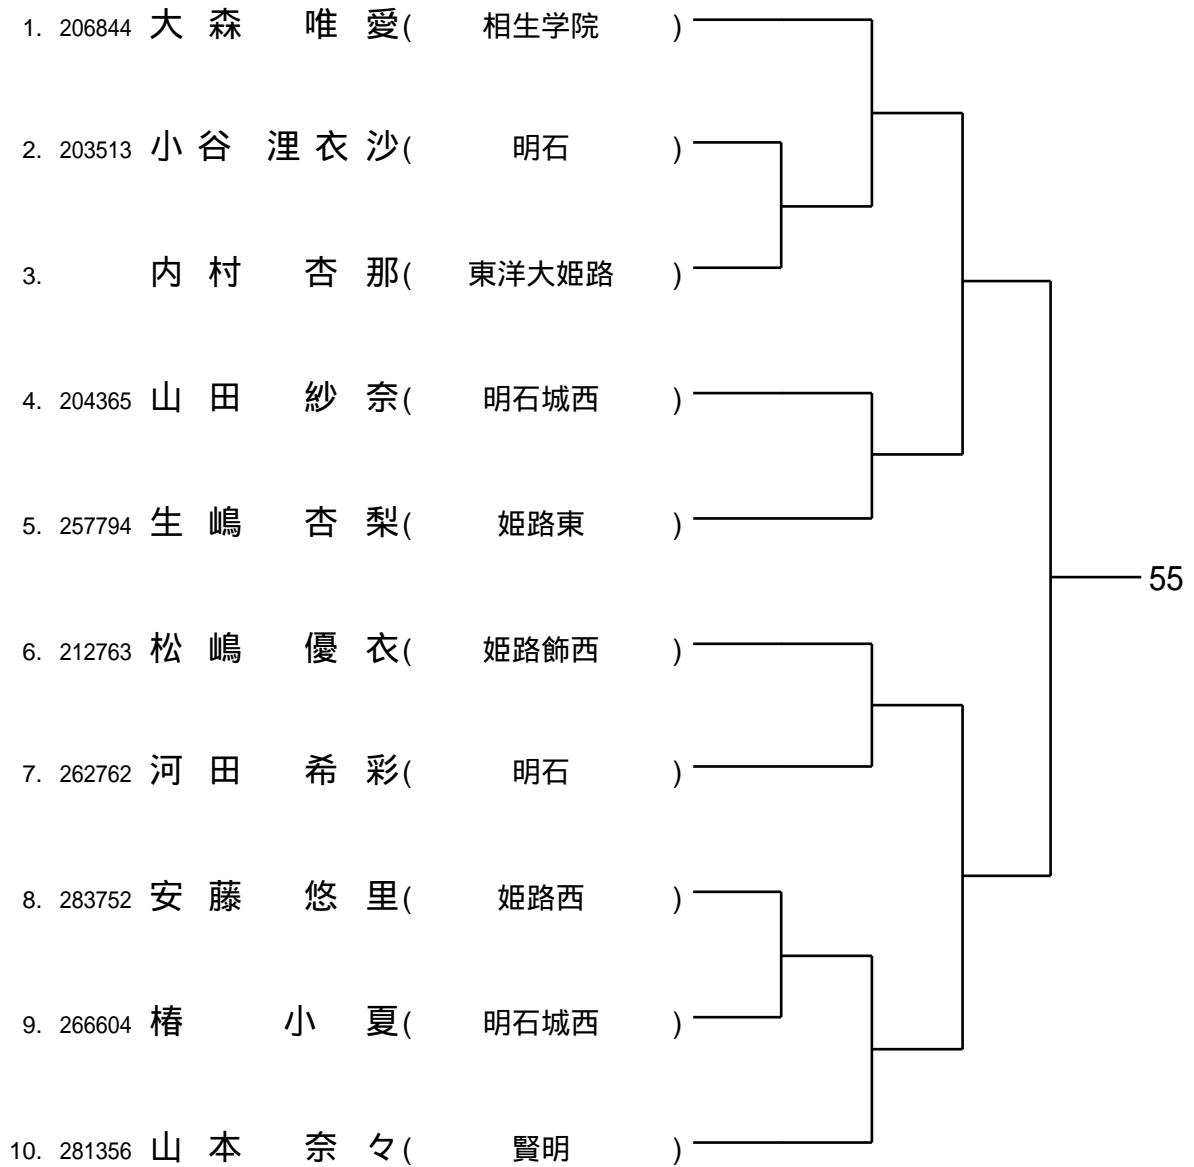 1. 206844 大森 唯愛( 相生学院 )
2. 203513 小谷 浬衣沙( 明石 )
3. 内村 杏那( 東洋大姫路 )
4. 204365 山田 紗奈( 明石城西 )
5. 257794 生嶋 杏梨( 姫路東 )
55
6. 212763 松嶋 優衣( 姫路飾西 )
7. 262762 河田 希彩( 明石 )
8. 283752 安藤 悠里( 姫路西 )
9. 266604 椿 小夏( 明石城西 )
10. 281356 山本 奈々( 賢明 )